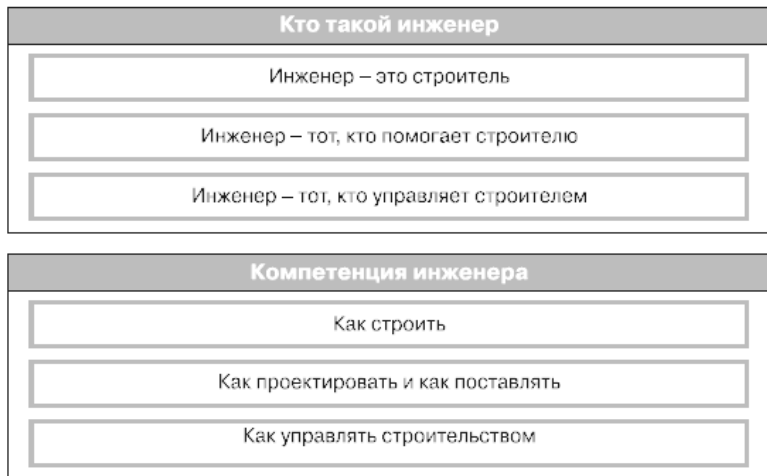 Кто такой инженер
Инженер – это строитель
Инженер – тот, кто помогает строителю
Инженер – тот, кто управляет строителем
Компетенция инженера
Как строить
Как проектировать и как поставлять
Как управлять строительством